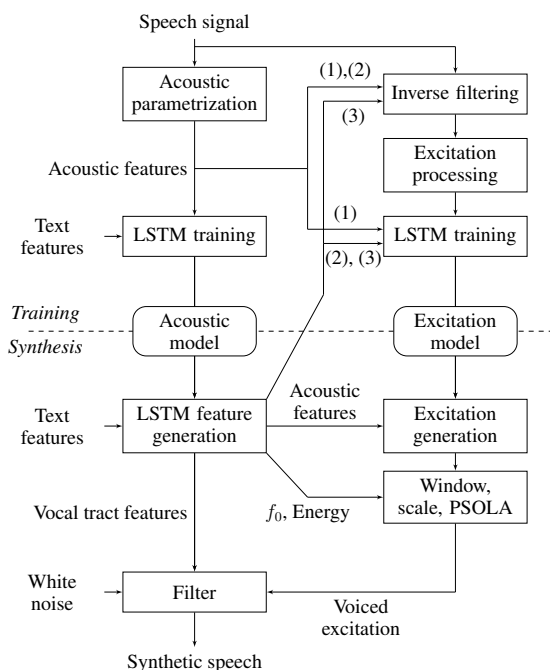 Speech signal
Acoustic
parametrization
(1),(2)
Inverse filtering
(3)
Acoustic features
Excitation
processing
Text
features
LSTM training
(1)
LSTM training
(2), (3)
Training
Synthesis
Acoustic
model
Excitation
model
Text
features
LSTM feature
generation
Acoustic
features
Excitation
generation
Vocal tract features
f0, Energy
Window,
scale, PSOLA
White
noise
Filter
Voiced
excitation
Synthetic speech